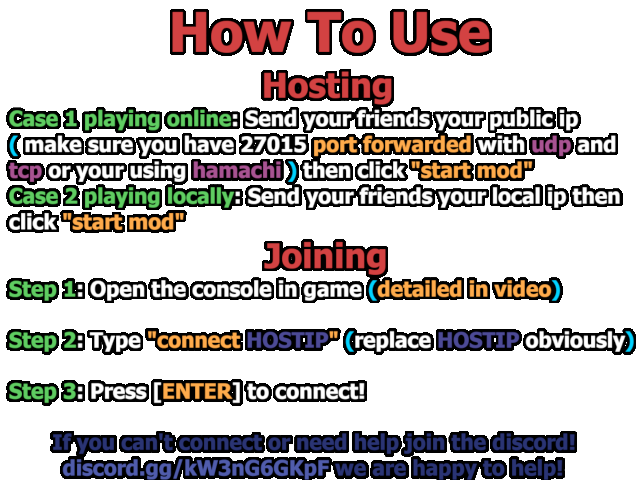 How To Use
Hosting
Case 1 playing online: Send your friends your public ip
( make sure you have 27015 port forwarded with udp and
tcp or your using hamachi ) then click "start mod"
Case 2 playing locally: Send your friends your local ip then
click "start mod"
Joining
Step 1: Open the console in game (detailed in video)
Step 2: Type "connect HOSTIP" (replace HOSTIP obviously)
Step 3: Press [ENTER] to connect!
If you can't connect or need help join the discord!
discord.gg/kW3nG6GKpF we are happy to help!